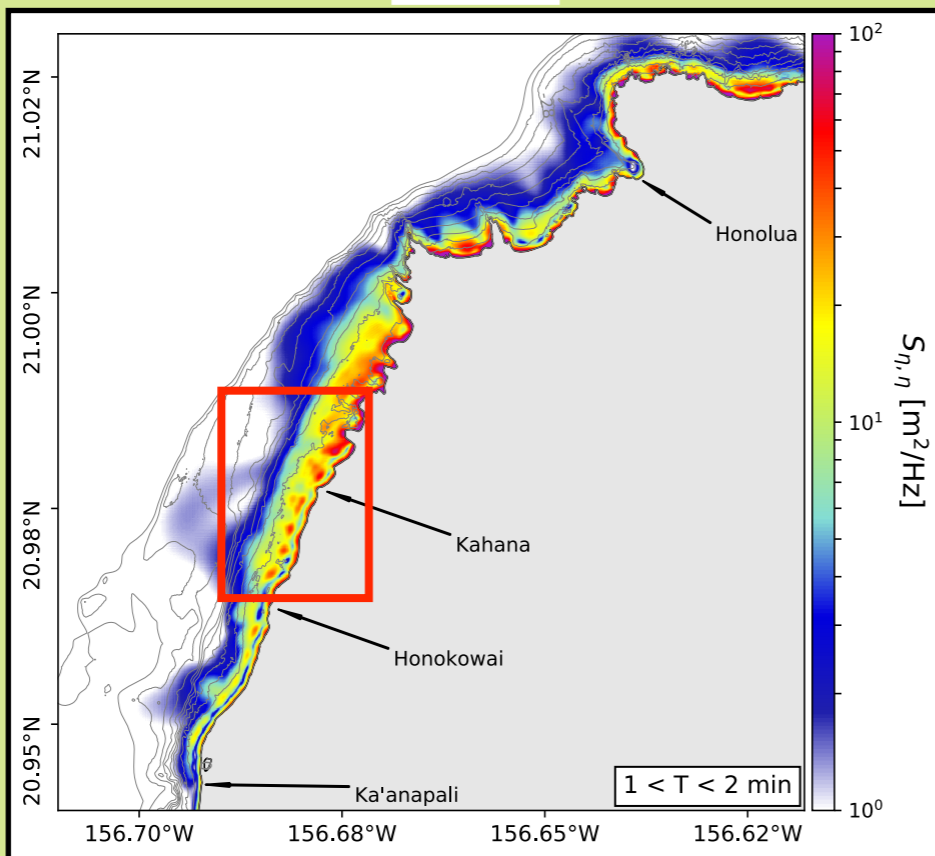 10²
21.02°N
Honolua
21.00°N
Sη,η [m²/Hz]
10¹
20.98°N
Kahana
Honokowai
20.95°N
Ka'anapali
1 < T < 2 min
10⁰
156.70°W 156.68°W 156.65°W 156.62°W